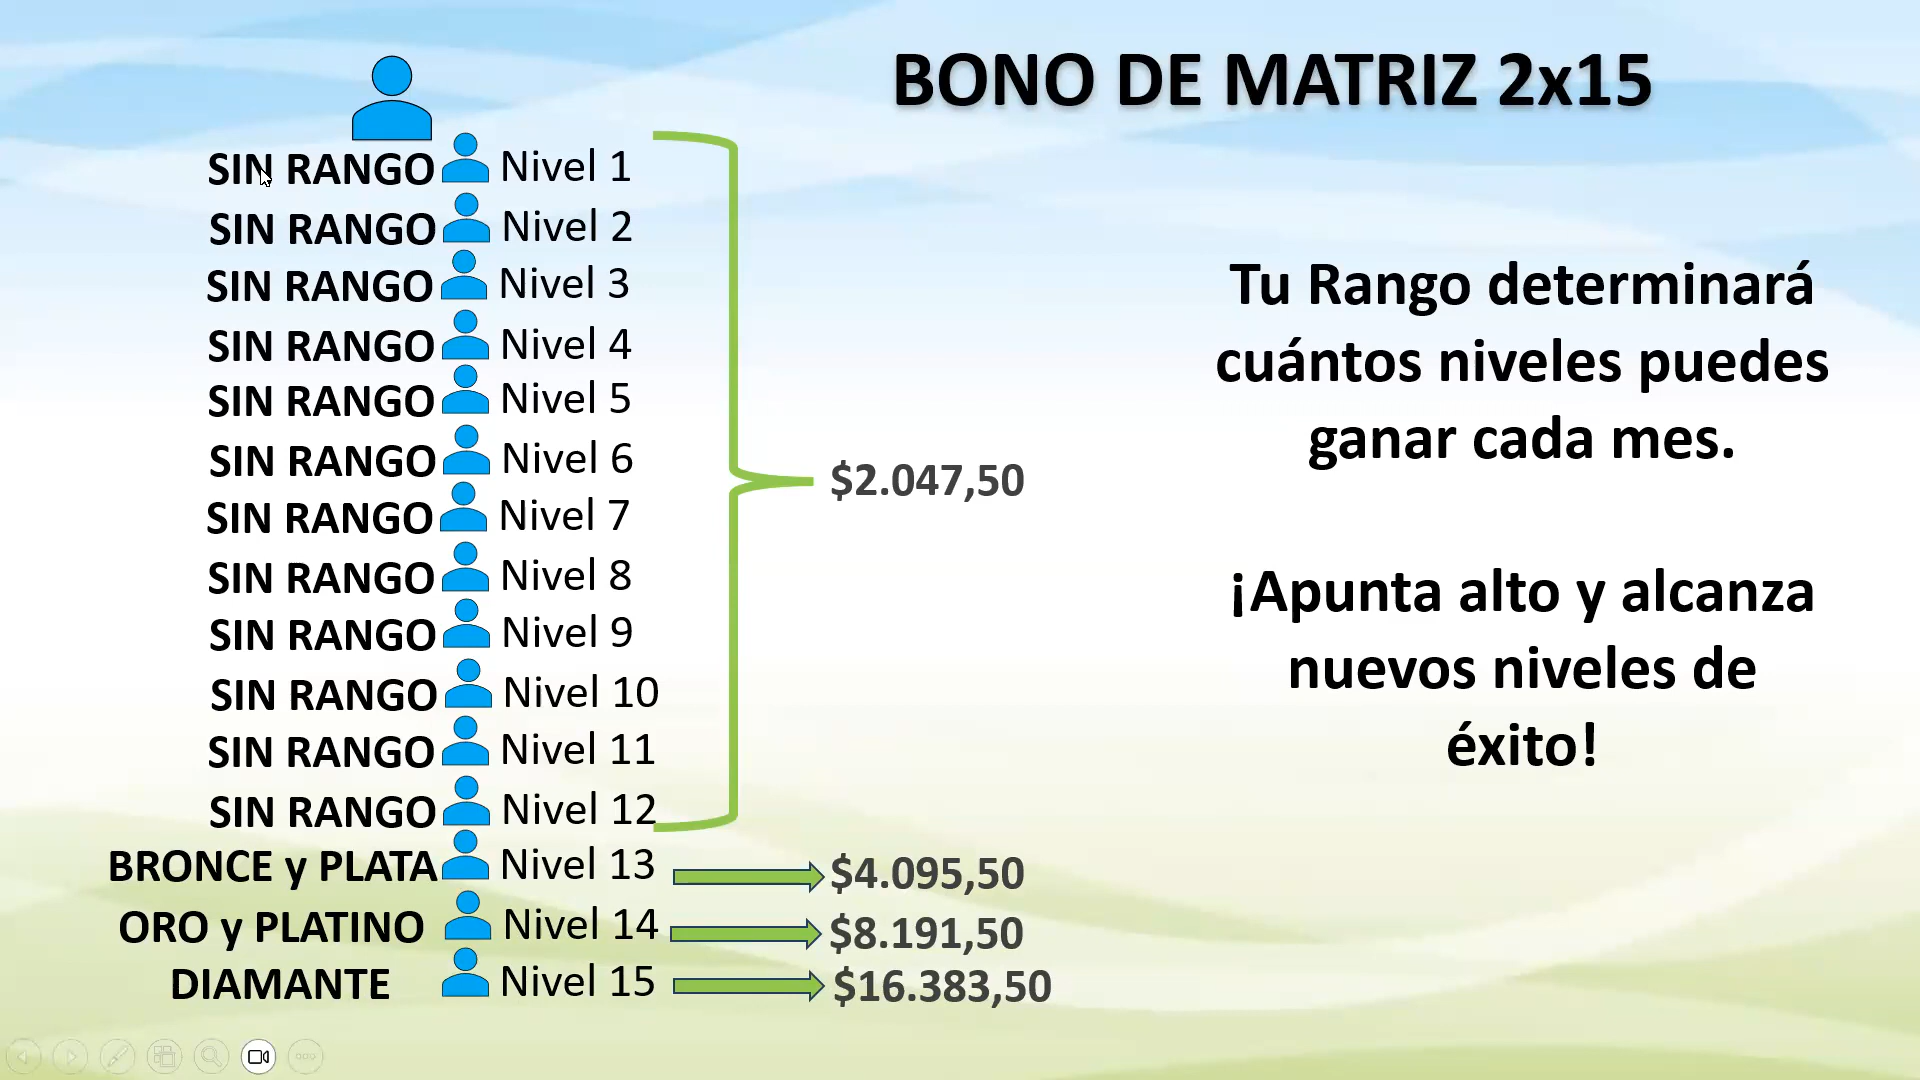 BONO DE MATRIZ 2x15
SIN RANGO Nivel 1
SIN RANGO Nivel 2
SIN RANGO Nivel 3
SIN RANGO Nivel 4
SIN RANGO Nivel 5
SIN RANGO Nivel 6
SIN RANGO Nivel 7
SIN RANGO Nivel 8
SIN RANGO Nivel 9
SIN RANGO Nivel 10
SIN RANGO Nivel 11
SIN RANGO Nivel 12
$2.047,50
BRONCE y PLATA Nivel 13 $4.095,50
ORO y PLATINO Nivel 14 $8.191,50
DIAMANTE Nivel 15 $16.383,50
Tu Rango determinará
cuántos niveles puedes
ganar cada mes.
¡Apunta alto y alcanza
nuevos niveles de
éxito!